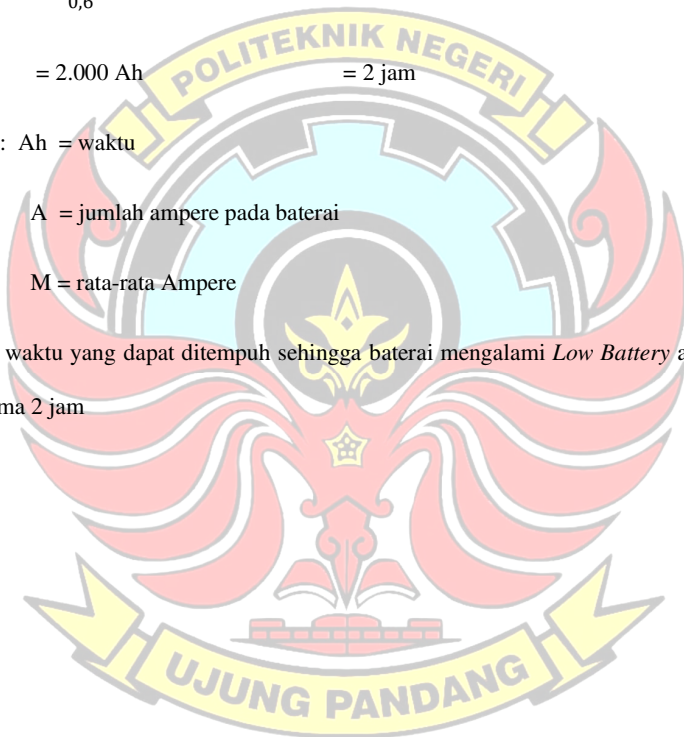 0,6
= 2.000 Ah = 2 jam
: Ah = waktu
A = jumlah ampere pada baterai
M = rata-rata Ampere
waktu yang dapat ditempuh sehingga baterai mengalami Low Battery a
ma 2 jam
POLITEKNIK NEGERI
UJUNG PANDANG